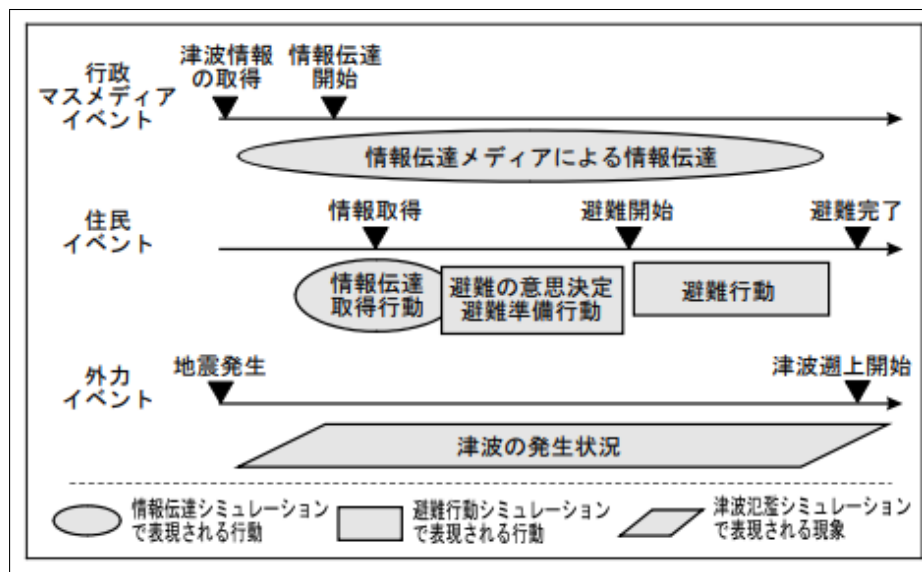 津波情報
の取得
情報伝達
開始
行政
マスメディア
イベント
情報伝達メディアによる情報伝達
情報取得
避難開始
避難完了
住民
イベント
情報伝達
取得行動
避難の意思決定
避難準備行動
避難行動
地震発生
津波遡上開始
外力
イベント
津波の発生状況
情報伝達シミュレーション
で表現される行動
避難行動シミュレーション
で表現される行動
津波氾濫シミュレーション
で表現される現象